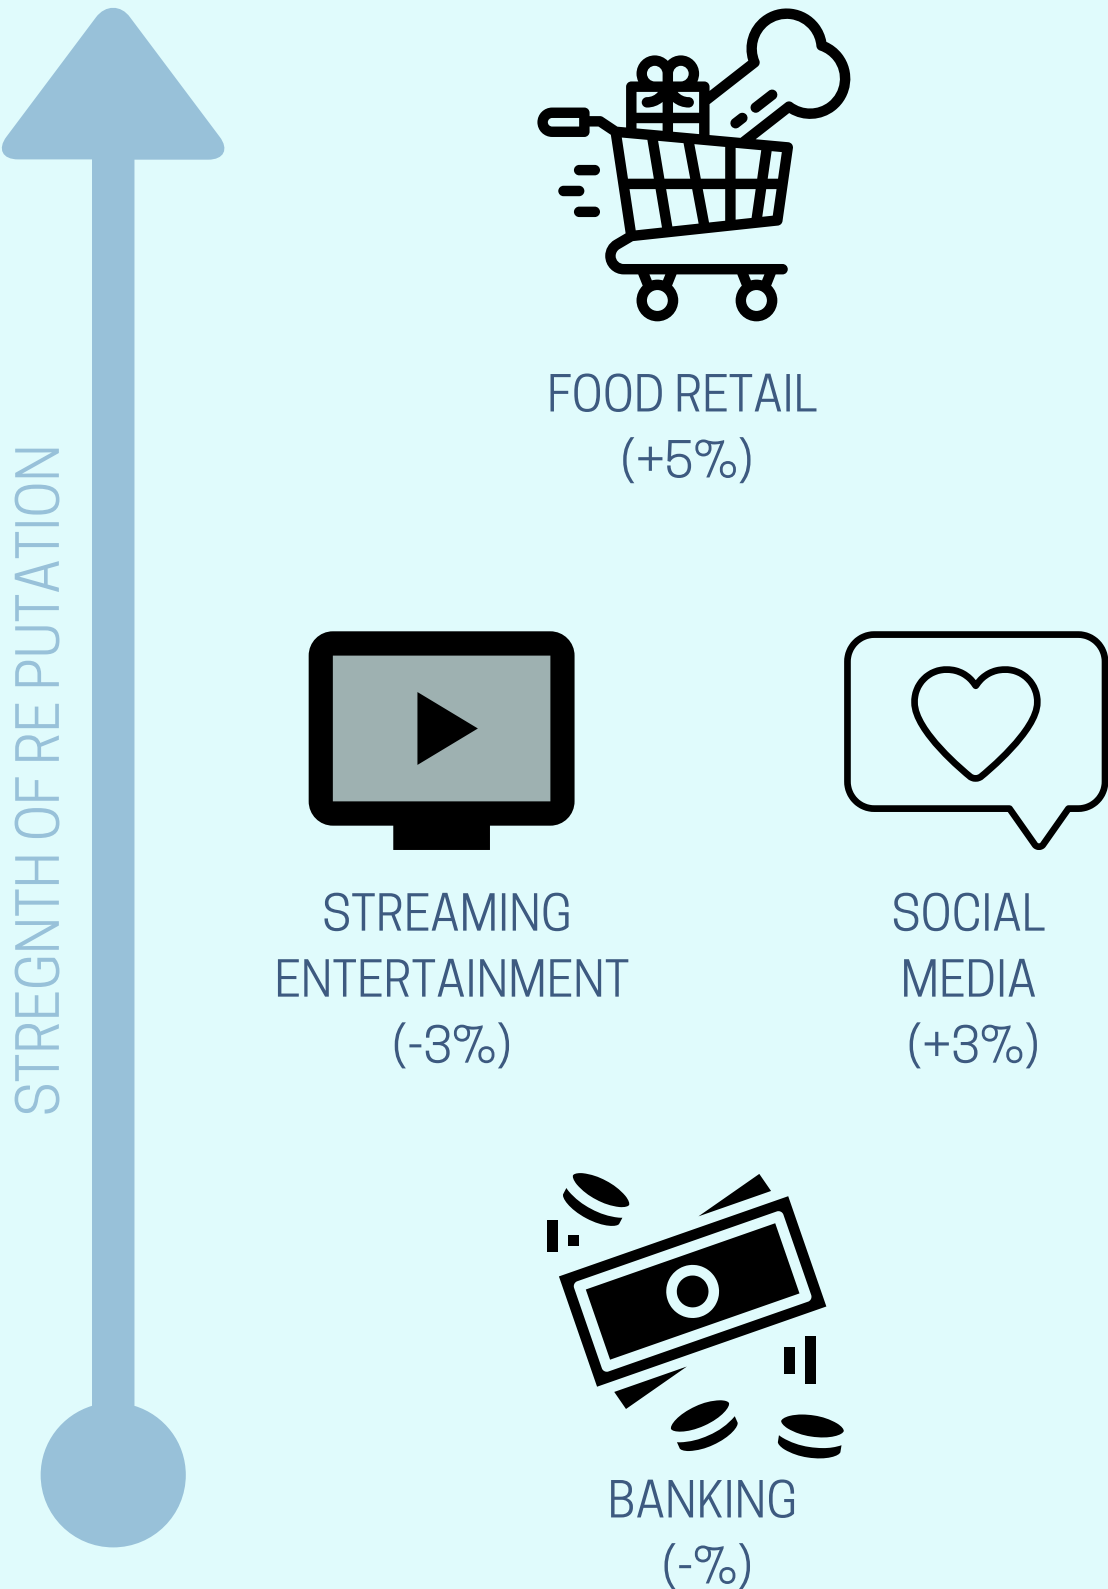 STREGNTH OF RE PUTATION
FOOD RETAIL
(+5%)
STREAMING
ENTERTAINMENT
(-3%)
SOCIAL
MEDIA
(+3%)
BANKING
(-%)